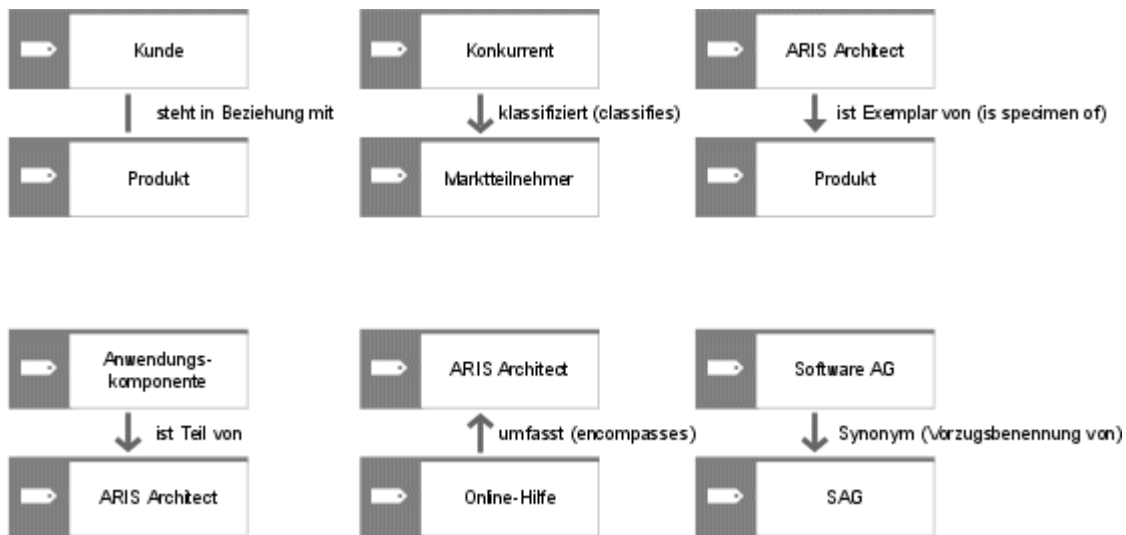 Kunde
Konkurrent
ARIS Architect
steht in Beziehung mit
klassifiziert (classifies)
ist Exemplar von (is specimen of)
Produkt
Marktteilnehmer
Produkt
Anwendungs-
komponente
ARIS Architect
Software AG
ist Teil von
umfasst (encompasses)
Synonym (Vorzugsbenennung von)
ARIS Architect
Online-Hilfe
SAG